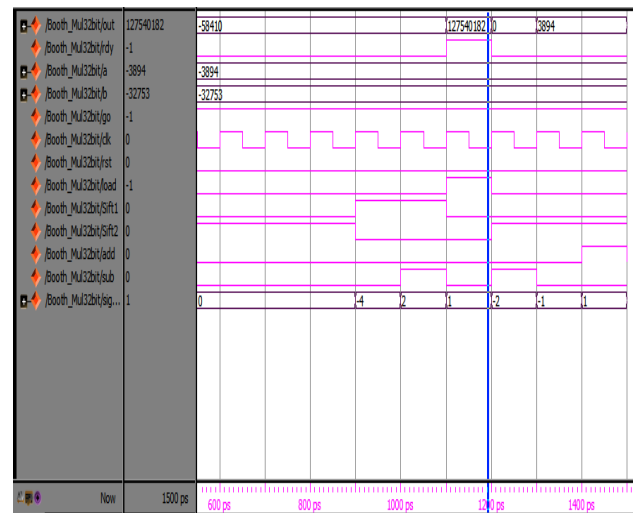 /Booth_Mul32bit/out 127540182 -58410 127540182 0 3894
/Booth_Mul32bit/rdy -1
/Booth_Mul32bit/a -3894 -3894
/Booth_Mul32bit/b -32753 -32753
/Booth_Mul32bit/go -1
/Booth_Mul32bit/clk 0
/Booth_Mul32bit/rst 0
/Booth_Mul32bit/load -1
/Booth_Mul32bit/Sift1 0
/Booth_Mul32bit/Sift2 0
/Booth_Mul32bit/add 0
/Booth_Mul32bit/sub 0
/Booth_Mul32bit/sig... 1 0 -4 2 1 -2 -1 1
Now 1500 ps 600 ps 800 ps 1000 ps 1200 ps 1400 ps